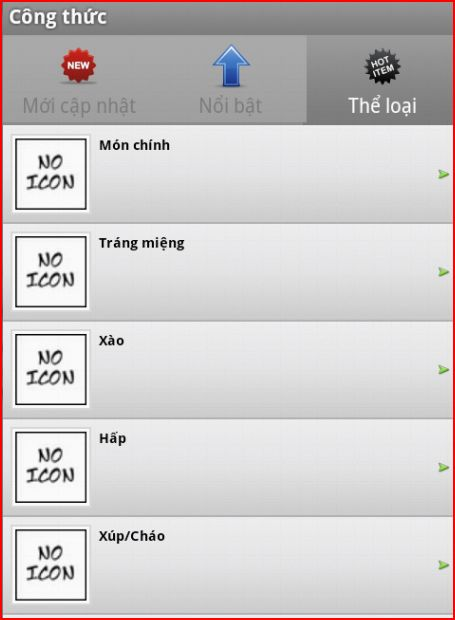 Công thức
NEW
HOT
ITEM
Mới cập nhật
Nổi bật
Thể loại
NO
ICON
Món chính
NO
ICON
Tráng miệng
NO
ICON
Xào
NO
ICON
Hấp
NO
ICON
Xúp/Cháo